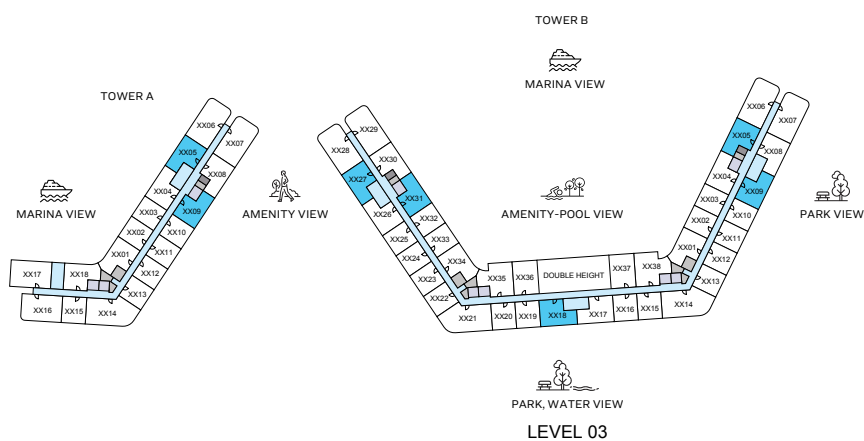 TOWER B
MARINA VIEW
TOWER A
XX06
XX07
XX05
XX08
XX04
XX09
XX03
XX10
XX02
XX11
XX01
XX12
XX17
XX18
XX13
XX16
XX15
XX14
MARINA VIEW
AMENITY VIEW
XX29
XX28
XX30
XX27
XX31
XX26
XX32
XX25
XX33
XX24
XX34
XX23
XX22
XX35
XX36
DOUBLE HEIGHT
XX37
XX38
XX21
XX20
XX19
XX18
XX17
XX16
XX15
XX14
AMENITY-POOL VIEW
XX06
XX07
XX05
XX08
XX04
XX09
XX03
XX10
XX02
XX11
XX01
XX12
XX13
PARK VIEW
PARK, WATER VIEW
LEVEL 03